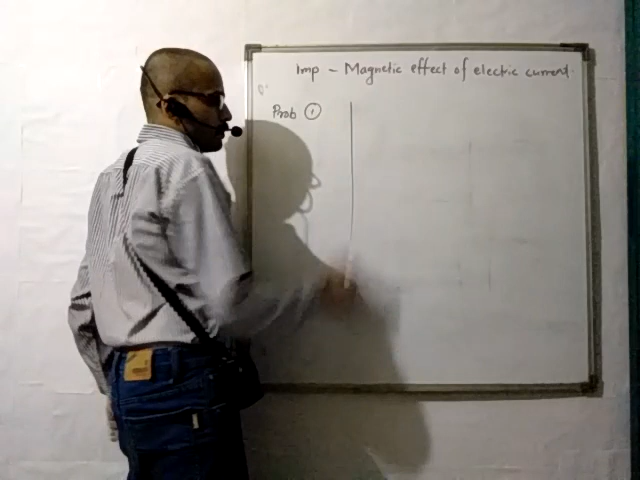 Imp - Magnetic effect of electric current
Prob ①